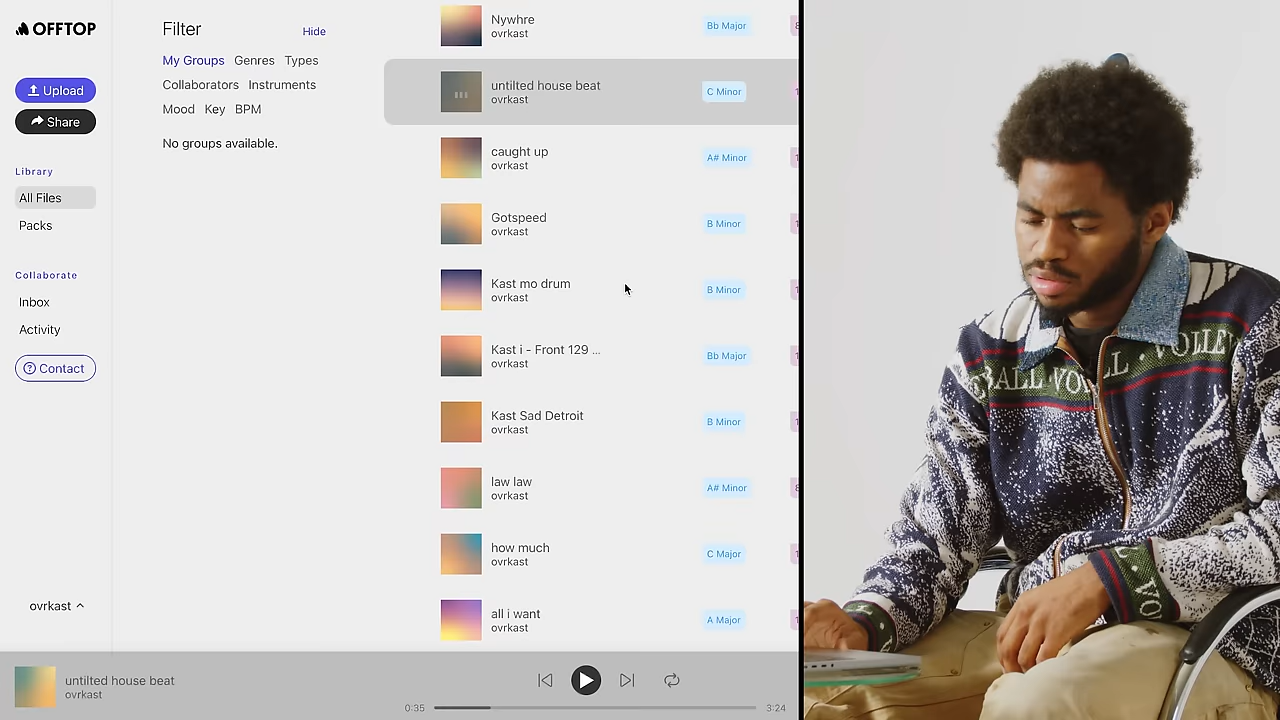 OFFTOP
Upload
Share
Library
All Files
Packs
Collaborate
Inbox
Activity
Contact
ovrkast
Filter
Hide
My Groups Genres Types
Collaborators Instruments
Mood Key BPM
No groups available.
Nywhre
ovrkast
Bb Major
untilted house beat
ovrkast
C Minor
caught up
ovrkast
A# Minor
Gotspeed
ovrkast
B Minor
Kast mo drum
ovrkast
B Minor
Kast i - Front 129 ...
ovrkast
Bb Major
Kast Sad Detroit
ovrkast
B Minor
law law
ovrkast
A# Minor
how much
ovrkast
C Major
all i want
ovrkast
A Major
untilted house beat
ovrkast
0:35
3:24